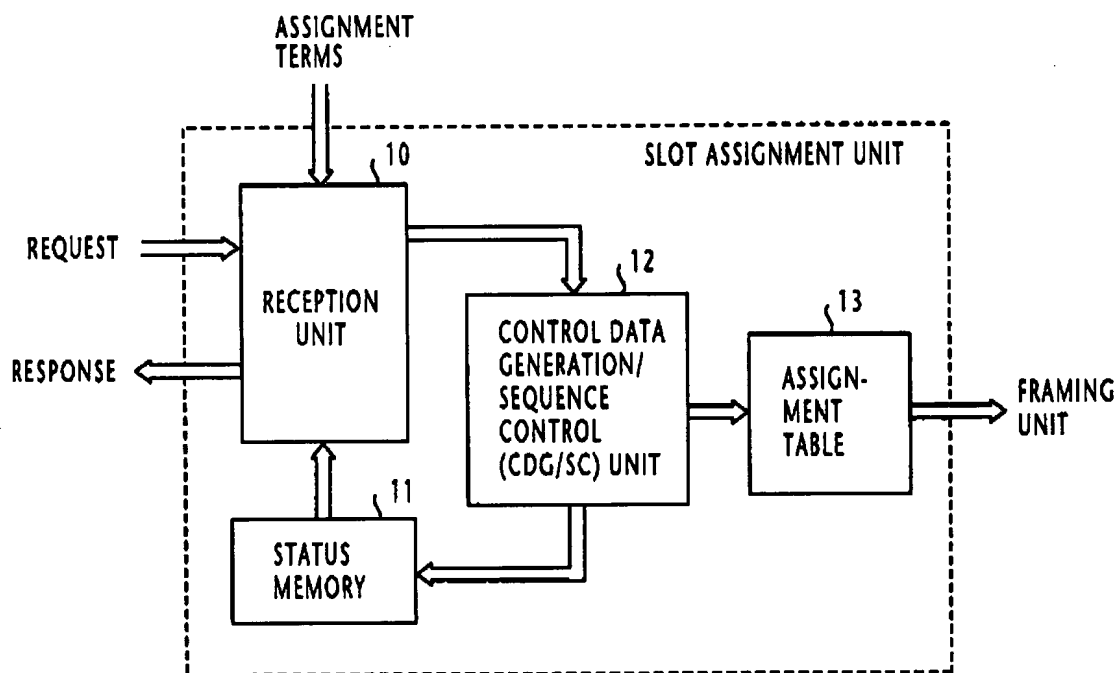 ASSIGNMENT
TERMS
SLOT ASSIGNMENT UNIT
10
REQUEST
RECEPTION
UNIT
RESPONSE
12
CONTROL DATA
GENERATION/
SEQUENCE
CONTROL
(CDG/SC) UNIT
13
ASSIGN-
MENT
TABLE
FRAMING
UNIT
11
STATUS
MEMORY